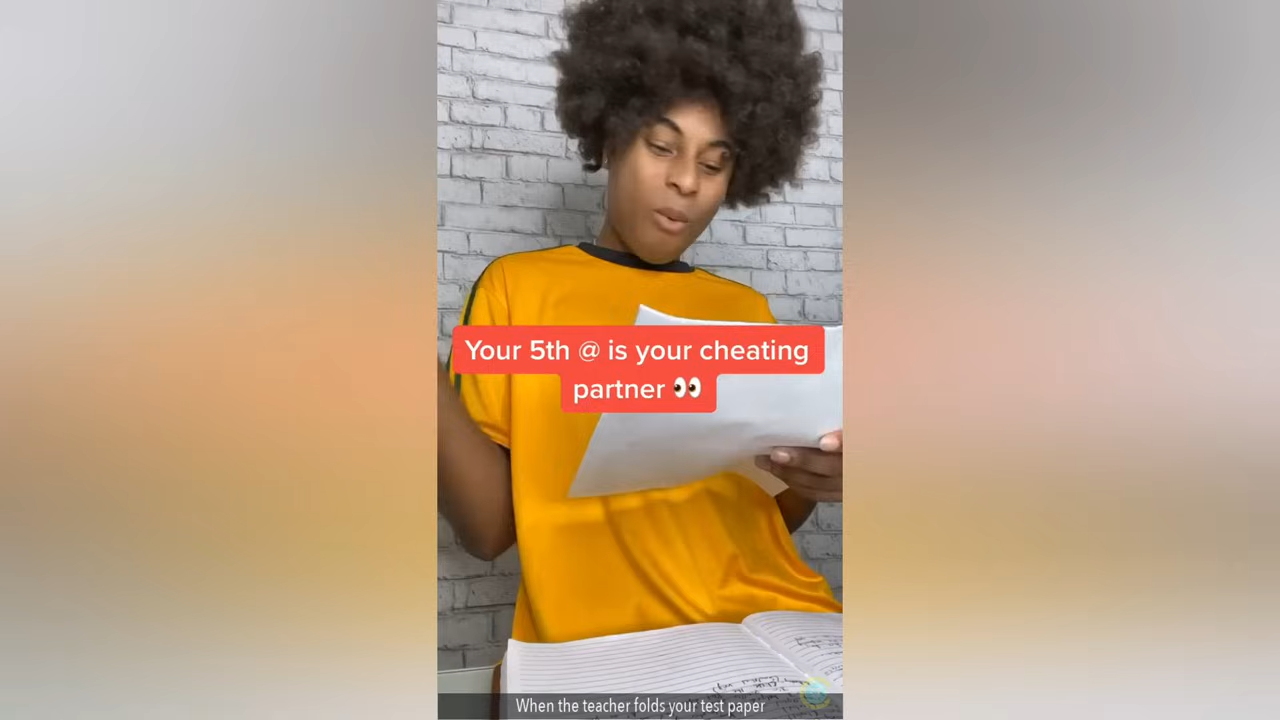 Your 5th @ is your cheating
partner 👀
When the teacher folds your test paper